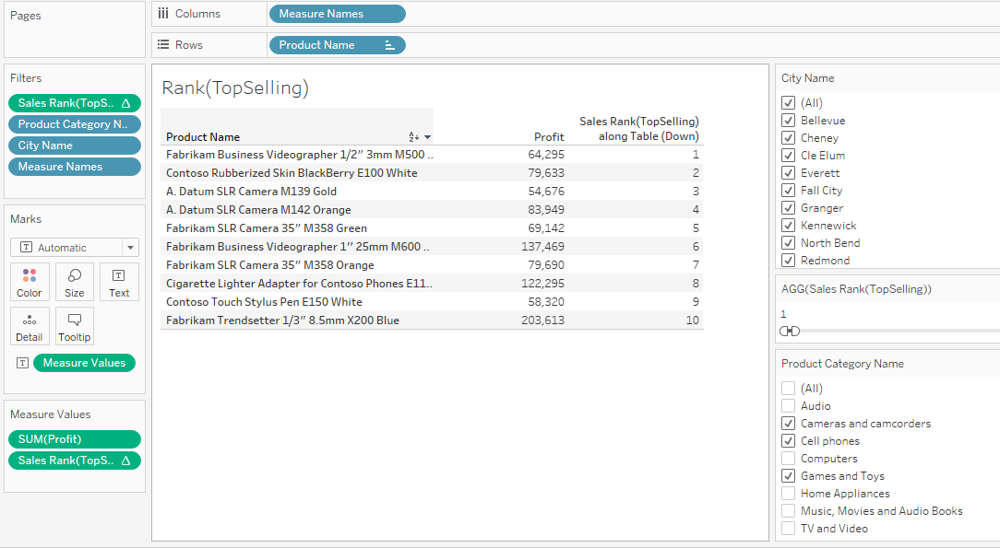 Pages
Columns
Measure Names
Rows
Product Name
Filters
Sales Rank(TopS..
Product Category N..
City Name
Measure Names
Marks
Automatic
Color
Size
Text
Detail
Tooltip
Measure Values
Measure Values
SUM(Profit)
Sales Rank(TopS..
Rank(TopSelling)
Sales Rank(TopSelling)
Product Name Profit along Table (Down)
Fabrikam Business Videographer 1/2” 3mm M500 .. 64,295 1
Contoso Rubberized Skin BlackBerry E100 White 79,633 2
A. Datum SLR Camera M139 Gold 54,676 3
A. Datum SLR Camera M142 Orange 83,949 4
Fabrikam SLR Camera 35” M358 Green 69,142 5
Fabrikam Business Videographer 1” 25mm M600 .. 137,469 6
Fabrikam SLR Camera 35” M358 Orange 79,690 7
Cigarette Lighter Adapter for Contoso Phones E11.. 122,295 8
Contoso Touch Stylus Pen E150 White 58,320 9
Fabrikam Trendsetter 1/3” 8.5mm X200 Blue 203,613 10
City Name
(All)
Bellevue
Cheney
Cle Elum
Everett
Fall City
Granger
Kennewick
North Bend
Redmond
AGG(Sales Rank(TopSelling))
1
Product Category Name
(All)
Audio
Cameras and camcorders
Cell phones
Computers
Games and Toys
Home Appliances
Music, Movies and Audio Books
TV and Video